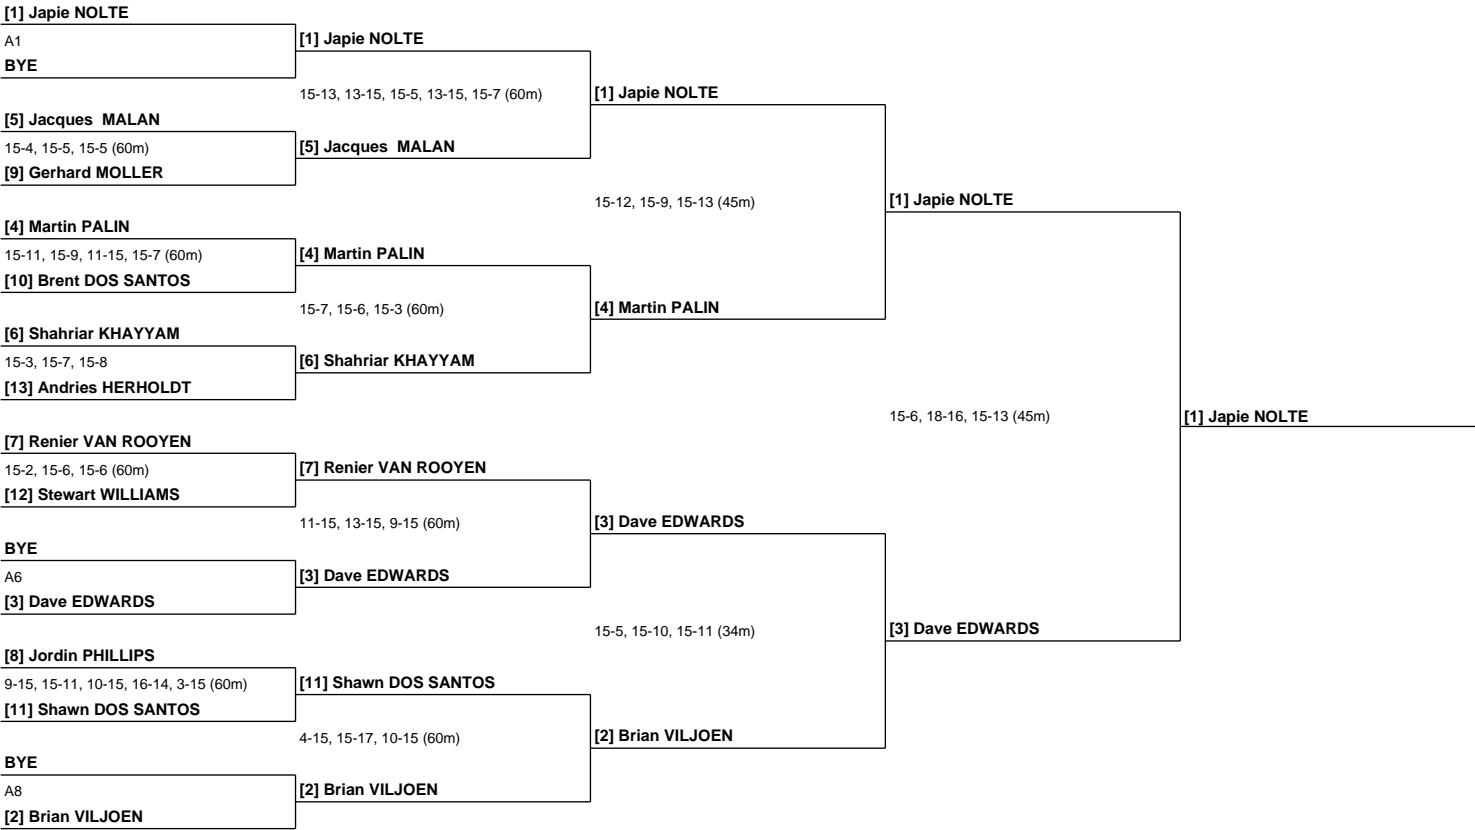 [1] Japie NOLTE
A1
BYE
[5] Jacques  MALAN
15-4, 15-5, 15-5 (60m)
[9] Gerhard MOLLER
[4] Martin PALIN
15-11, 15-9, 11-15, 15-7 (60m)
[10] Brent DOS SANTOS
[6] Shahriar KHAYYAM
15-3, 15-7, 15-8
[13] Andries HERHOLDT
[7] Renier VAN ROOYEN
15-2, 15-6, 15-6 (60m)
[12] Stewart WILLIAMS
BYE
A6
[3] Dave EDWARDS
[8] Jordin PHILLIPS
9-15, 15-11, 10-15, 16-14, 3-15 (60m)
[11] Shawn DOS SANTOS
BYE
A8
[2] Brian VILJOEN
[1] Japie NOLTE
15-13, 13-15, 15-5, 13-15, 15-7 (60m)
[5] Jacques  MALAN
[4] Martin PALIN
15-7, 15-6, 15-3 (60m)
[6] Shahriar KHAYYAM
[7] Renier VAN ROOYEN
11-15, 13-15, 9-15 (60m)
[3] Dave EDWARDS
[11] Shawn DOS SANTOS
4-15, 15-17, 10-15 (60m)
[2] Brian VILJOEN
[1] Japie NOLTE
15-12, 15-9, 15-13 (45m)
[4] Martin PALIN
[3] Dave EDWARDS
15-5, 15-10, 15-11 (34m)
[2] Brian VILJOEN
[1] Japie NOLTE
15-6, 18-16, 15-13 (45m)
[3] Dave EDWARDS
[1] Japie NOLTE